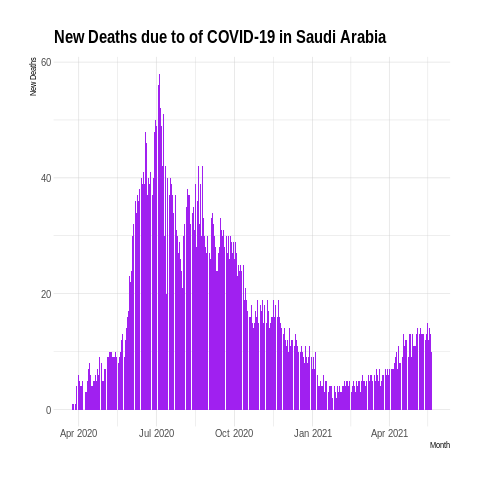 New Deaths due to of COVID-19 in Saudi Arabia
New Deaths
60
40
20
0
Apr 2020 Jul 2020 Oct 2020 Jan 2021 Apr 2021
Month